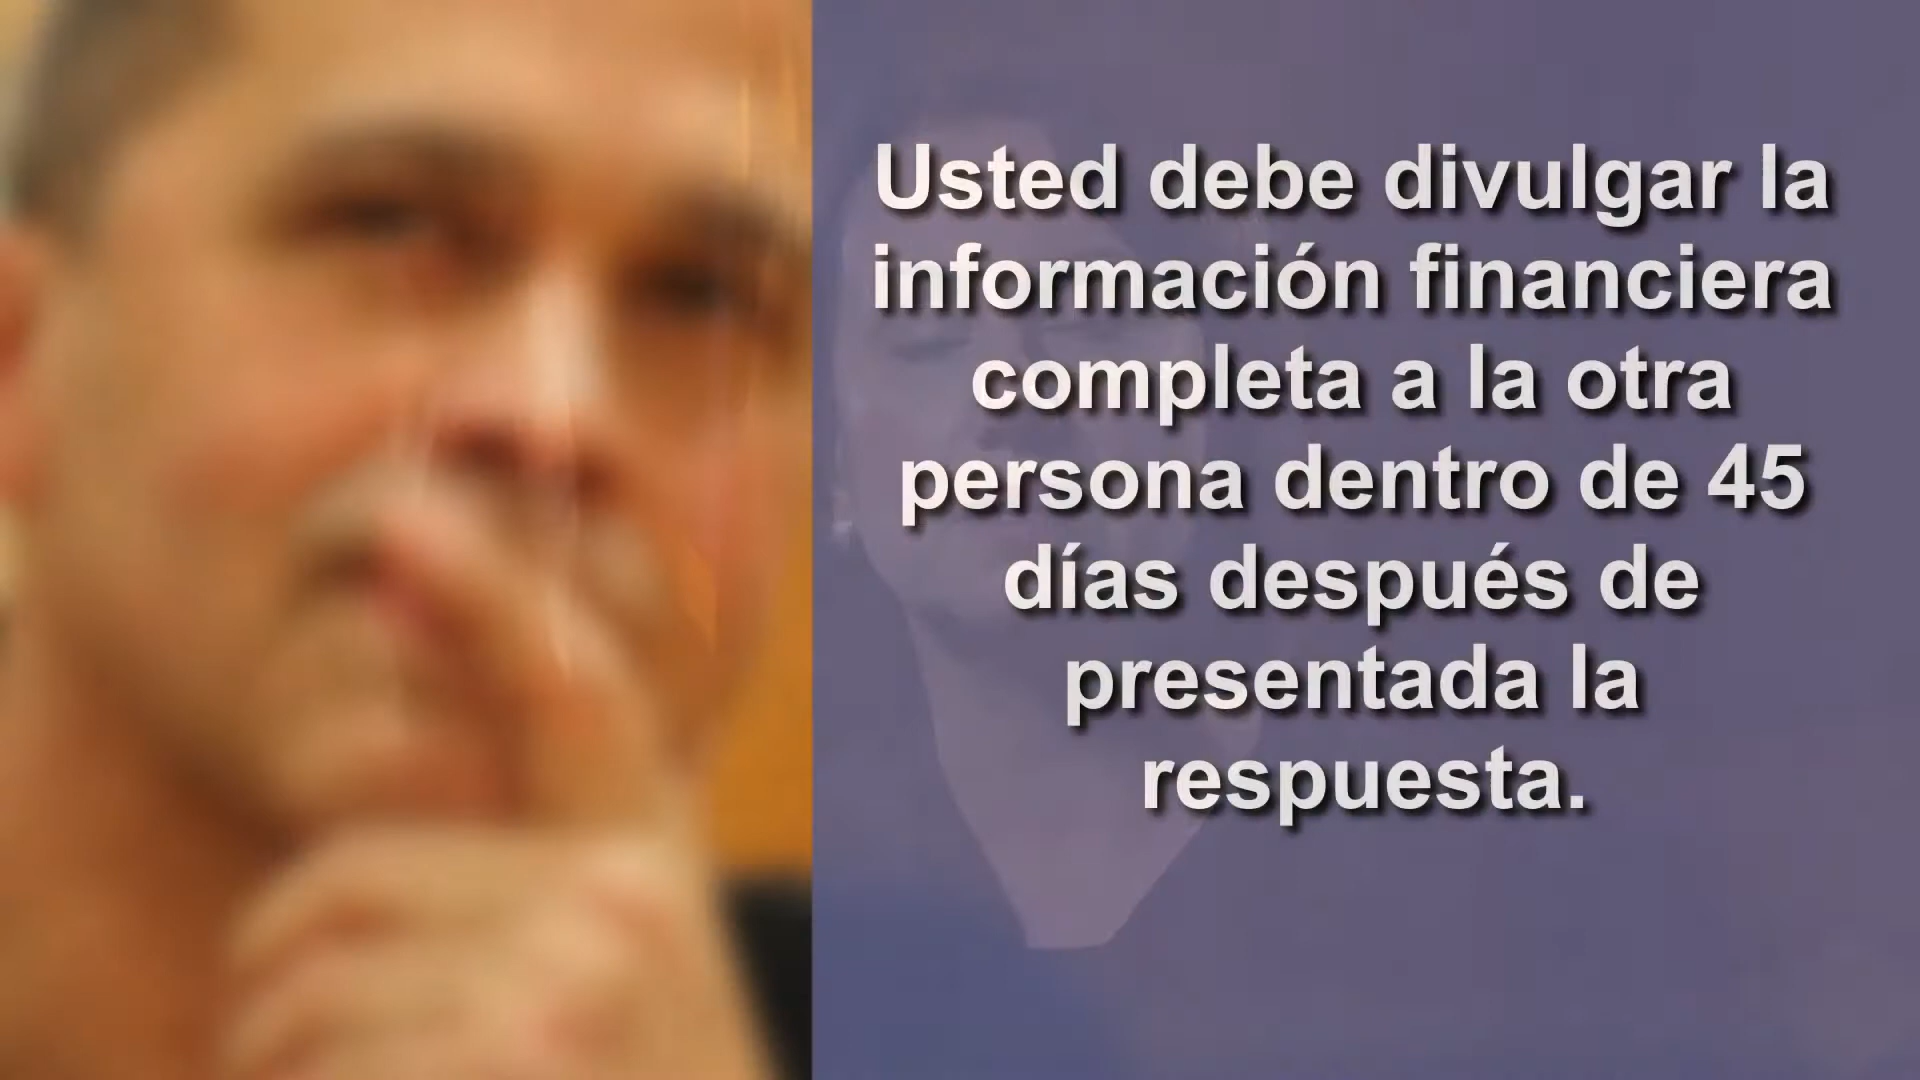 Usted debe divulgar la
información financiera
completa a la otra
persona dentro de 45
días después de
presentada la
respuesta.